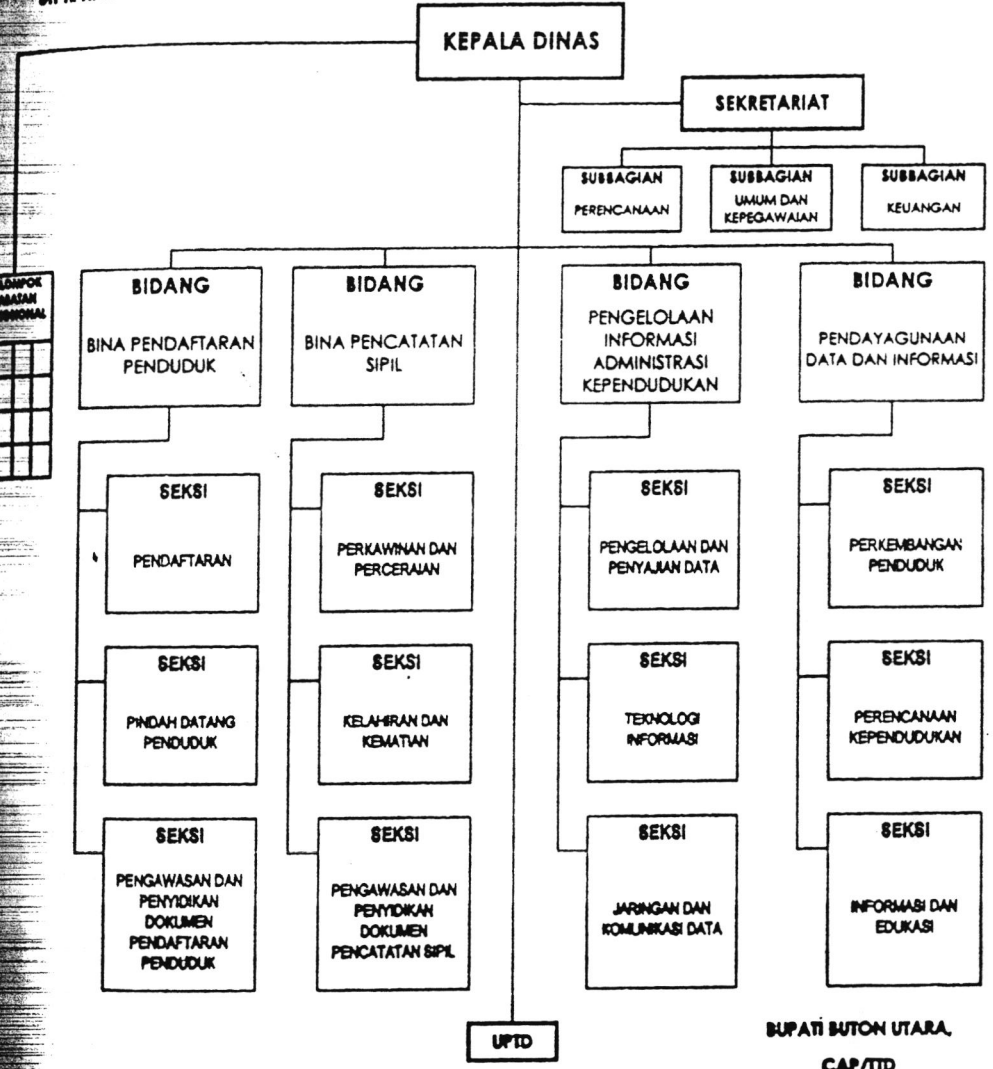 KEPALA DINAS
SEKRETARIAT
SUBBAGIAN
PERENCANAAN
SUBBAGIAN
UMUM DAN
KEPEGAWAIAN
SUBBAGIAN
KEUANGAN
BIDANG
BINA PENDAFTARAN
PENDUDUK
BIDANG
BINA PENCATATAN
SIPIL
BIDANG
PENGELOLAAN
INFORMASI
ADMINISTRASI
KEPENDUDUKAN
BIDANG
PENDAYAGUNAAN
DATA DAN INFORMASI
SEKSI
PENDAFTARAN
SEKSI
PERKAWINAN DAN
PERCERAIAN
SEKSI
PENGELOLAAN DAN
PENYAJIAN DATA
SEKSI
PERKEMBANGAN
PENDUDUK
SEKSI
PINDAH DATANG
PENDUDUK
SEKSI
KELAHIRAN DAN
KEMATIAN
SEKSI
TEKNOLOGI
INFORMASI
SEKSI
PERENCANAAN
KEPENDUDUKAN
SEKSI
PENGAWASAN DAN
PENYIDIKAN
DOKUMEN
PENDAFTARAN
PENDUDUK
SEKSI
PENGAWASAN DAN
PENYIDIKAN
DOKUMEN
PENCATATAN SIPIL
SEKSI
JARINGAN DAN
KOMUNIKASI DATA
SEKSI
INFORMASI DAN
EDUKASI
UPTD
BUPATI BUTON UTARA,
CAP/TTD